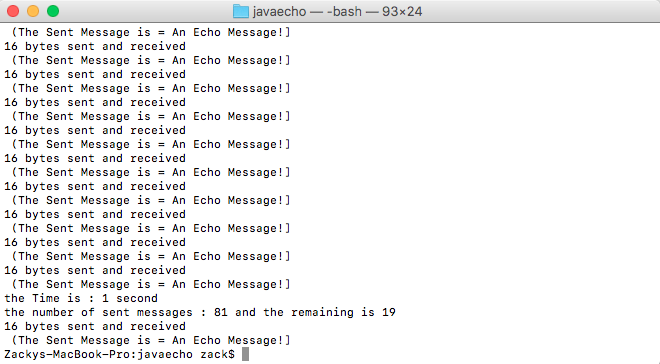 javaecho — -bash — 93×24
(The Sent Message is = An Echo Message!]
16 bytes sent and received
(The Sent Message is = An Echo Message!]
16 bytes sent and received
(The Sent Message is = An Echo Message!]
16 bytes sent and received
(The Sent Message is = An Echo Message!]
16 bytes sent and received
(The Sent Message is = An Echo Message!]
16 bytes sent and received
(The Sent Message is = An Echo Message!]
16 bytes sent and received
(The Sent Message is = An Echo Message!]
16 bytes sent and received
(The Sent Message is = An Echo Message!]
16 bytes sent and received
(The Sent Message is = An Echo Message!]
16 bytes sent and received
(The Sent Message is = An Echo Message!]
the Time is : 1 second
the number of sent messages : 81 and the remaining is 19
16 bytes sent and received
(The Sent Message is = An Echo Message!]
Zackys-MacBook-Pro:javaecho zack$